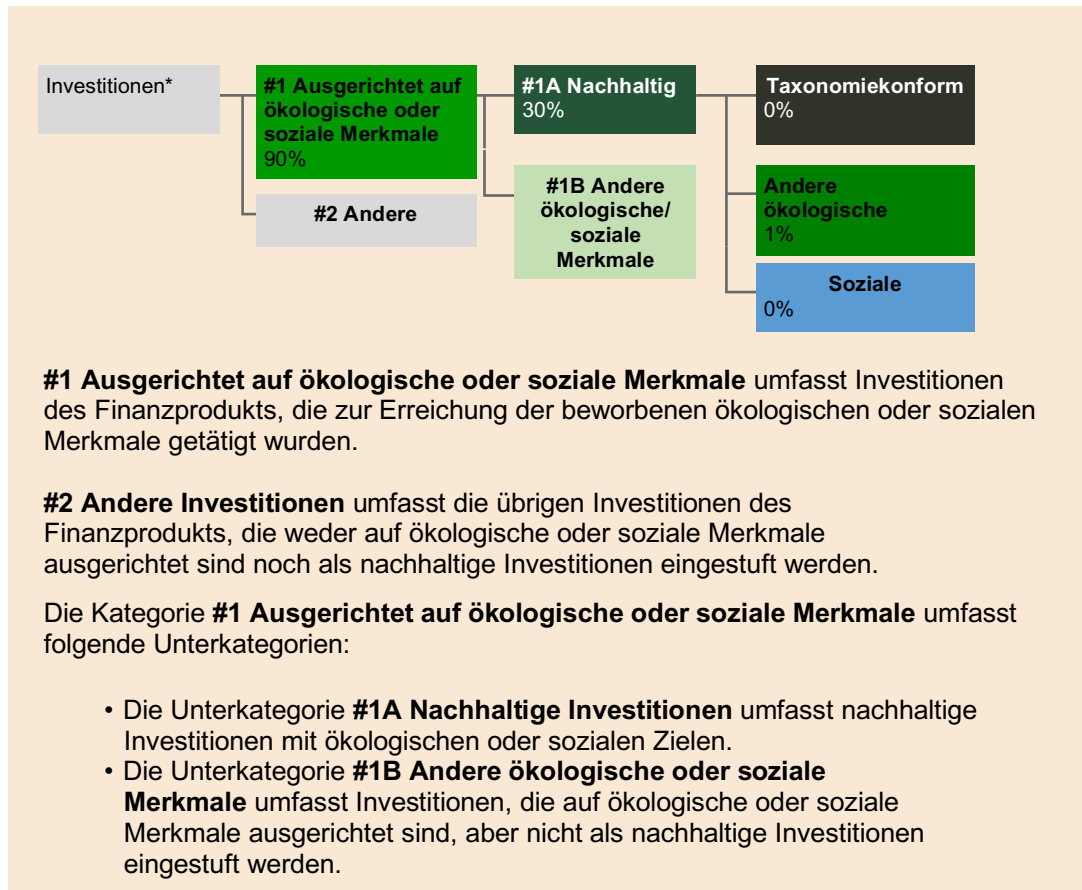 Investitionen*
#1 Ausgerichtet auf
ökologische oder
soziale Merkmale
90%
#2 Andere
#1A Nachhaltig
30%
#1B Andere
ökologische/
soziale
Merkmale
Taxonomiekonform
0%
Andere
ökologische
1%
Soziale
0%
#1 Ausgerichtet auf ökologische oder soziale Merkmale umfasst Investitionen
des Finanzprodukts, die zur Erreichung der beworbenen ökologischen oder sozialen
Merkmale getätigt wurden.
#2 Andere Investitionen umfasst die übrigen Investitionen des
Finanzprodukts, die weder auf ökologische oder soziale Merkmale
ausgerichtet sind noch als nachhaltige Investitionen eingestuft werden.
Die Kategorie #1 Ausgerichtet auf ökologische oder soziale Merkmale umfasst
folgende Unterkategorien:
• Die Unterkategorie #1A Nachhaltige Investitionen umfasst nachhaltige
Investitionen mit ökologischen oder sozialen Zielen.
• Die Unterkategorie #1B Andere ökologische oder soziale
Merkmale umfasst Investitionen, die auf ökologische oder soziale
Merkmale ausgerichtet sind, aber nicht als nachhaltige Investitionen
eingestuft werden.